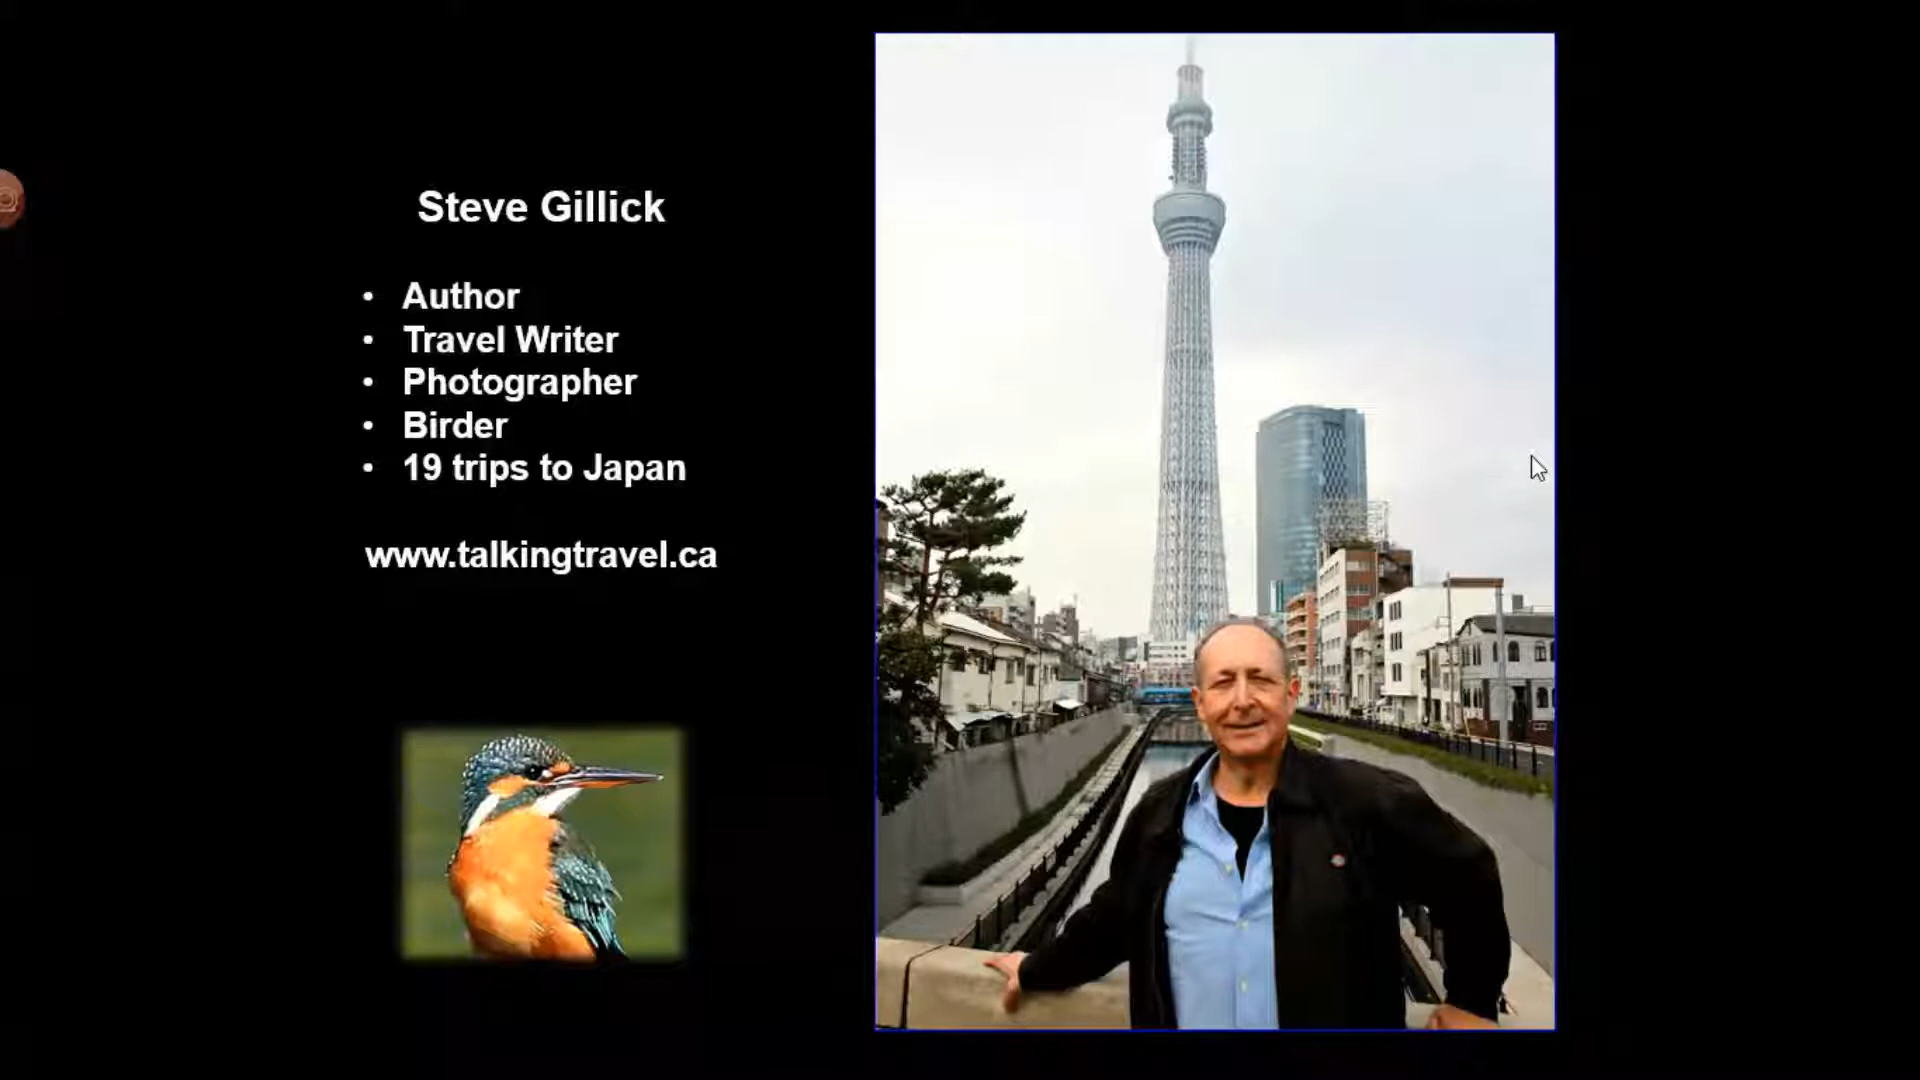 Steve Gillick
• Author
• Travel Writer
• Photographer
• Birder
• 19 trips to Japan
www.talkingtravel.ca